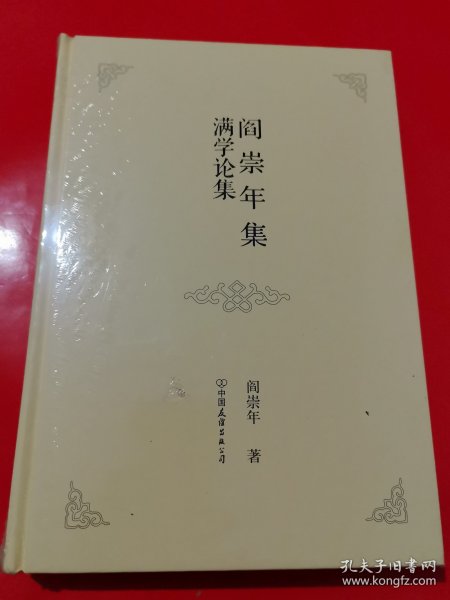 阎崇年集
满学论集
阎崇年 著
中国友谊出版公司
孔夫子旧书网
www.kongfz.com